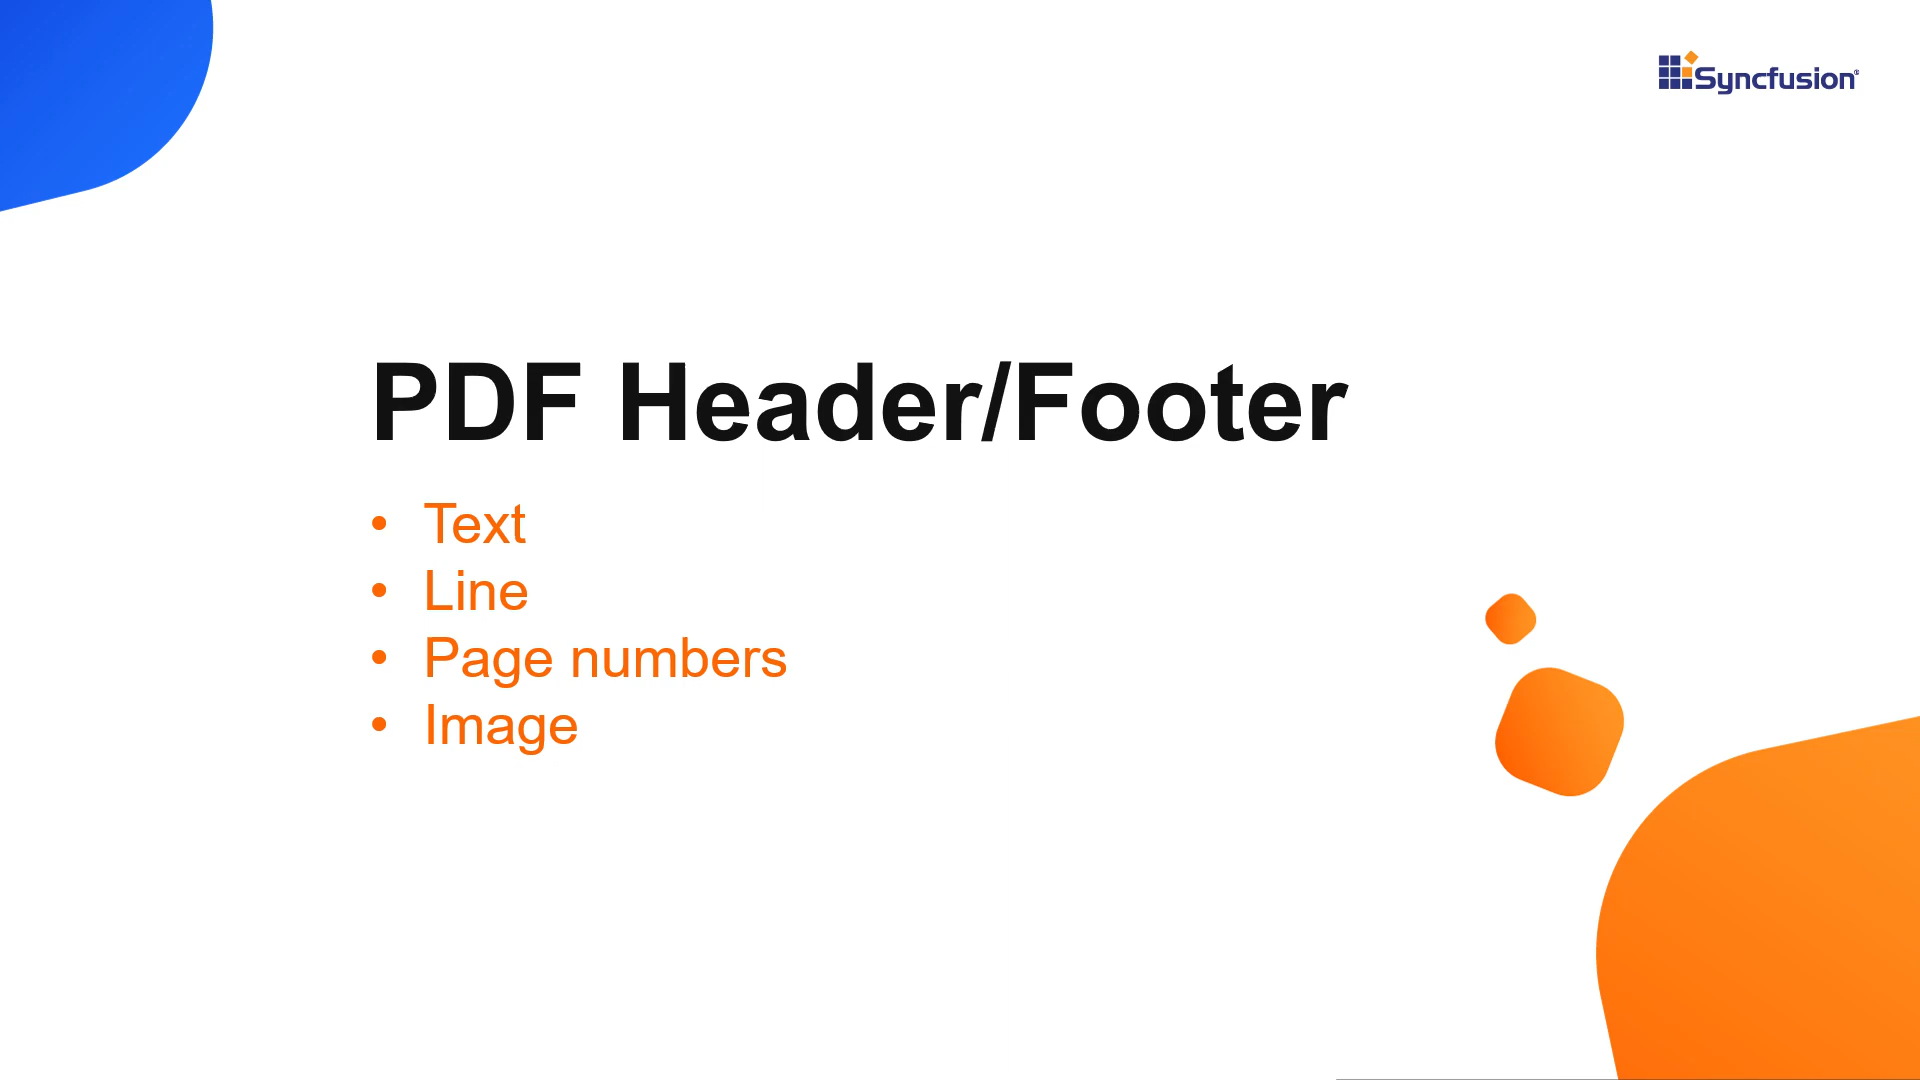 Syncfusion®
PDF Header/Footer
• Text
• Line
• Page numbers
• Image